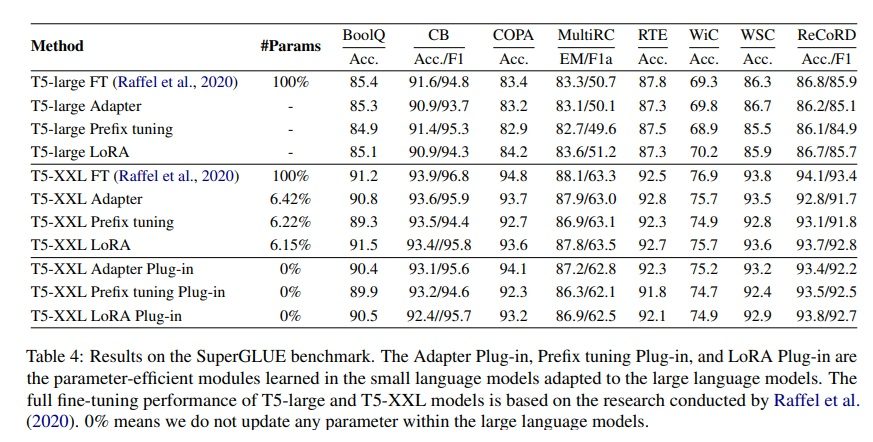 Method #Params BoolQ CB COPA MultiRC RTE WiC WSC ReCoRD
Acc. Acc./F1 Acc. EM/F1a Acc. Acc. Acc. Acc./F1
T5-large FT (Raffel et al., 2020) 100% 85.4 91.6/94.8 83.4 83.3/50.7 87.8 69.3 86.3 86.8/85.9
T5-large Adapter - 85.3 90.9/93.7 83.2 83.1/50.1 87.3 69.8 86.7 86.2/85.1
T5-large Prefix tuning - 84.9 91.4/95.3 82.9 82.7/49.6 87.5 68.9 85.5 86.1/84.9
T5-large LoRA - 85.1 90.9/94.3 84.2 83.6/51.2 87.3 70.2 85.9 86.7/85.7
T5-XXL FT (Raffel et al., 2020) 100% 91.2 93.9/96.8 94.8 88.1/63.3 92.5 76.9 93.8 94.1/93.4
T5-XXL Adapter 6.42% 90.8 93.6/95.9 93.7 87.9/63.0 92.8 75.7 93.5 92.8/91.7
T5-XXL Prefix tuning 6.22% 89.3 93.5/94.4 92.7 86.9/63.1 92.3 74.9 92.8 93.1/91.8
T5-XXL LoRA 6.15% 91.5 93.4//95.8 93.6 87.8/63.5 92.7 75.7 93.6 93.7/92.8
T5-XXL Adapter Plug-in 0% 90.4 93.1/95.6 94.1 87.2/62.8 92.3 75.2 93.2 93.4/92.2
T5-XXL Prefix tuning Plug-in 0% 89.9 93.2/94.6 92.3 86.3/62.1 91.8 74.7 92.4 93.5/92.5
T5-XXL LoRA Plug-in 0% 90.5 92.4//95.7 93.2 86.9/62.5 92.1 74.9 92.9 93.8/92.7
Table 4: Results on the SuperGLUE benchmark. The Adapter Plug-in, Prefix tuning Plug-in, and LoRA Plug-in are
the parameter-efficient modules learned in the small language models adapted to the large language models. The
full fine-tuning performance of T5-large and T5-XXL models is based on the research conducted by Raffel et al.
(2020). 0% means we do not update any parameter within the large language models.